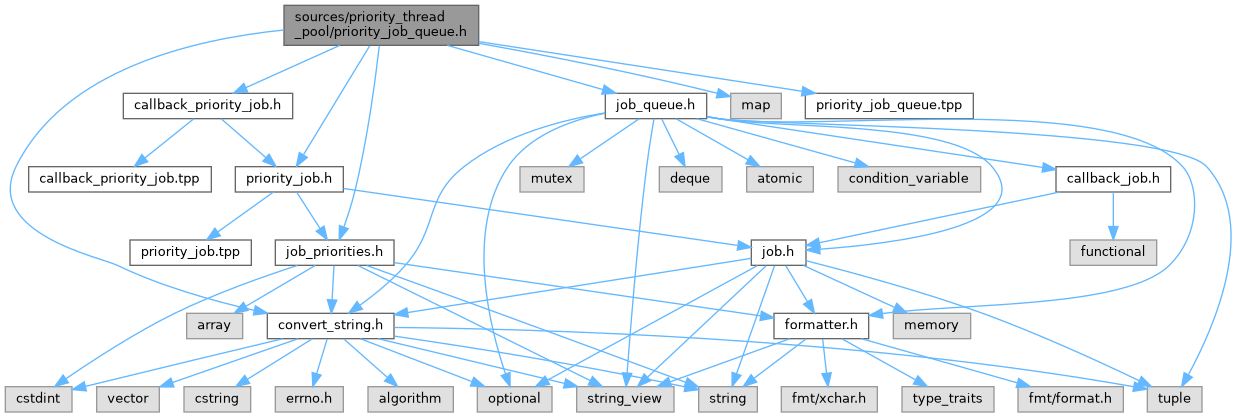 sources/priority_thread
_pool/priority_job_queue.h
callback_priority_job.h
job_queue.h
map
priority_job_queue.tpp
callback_priority_job.tpp
priority_job.h
mutex
deque
atomic
condition_variable
callback_job.h
priority_job.tpp
job_priorities.h
job.h
functional
array
convert_string.h
formatter.h
memory
cstdint
vector
cstring
errno.h
algorithm
optional
string_view
string
fmt/xchar.h
type_traits
fmt/format.h
tuple